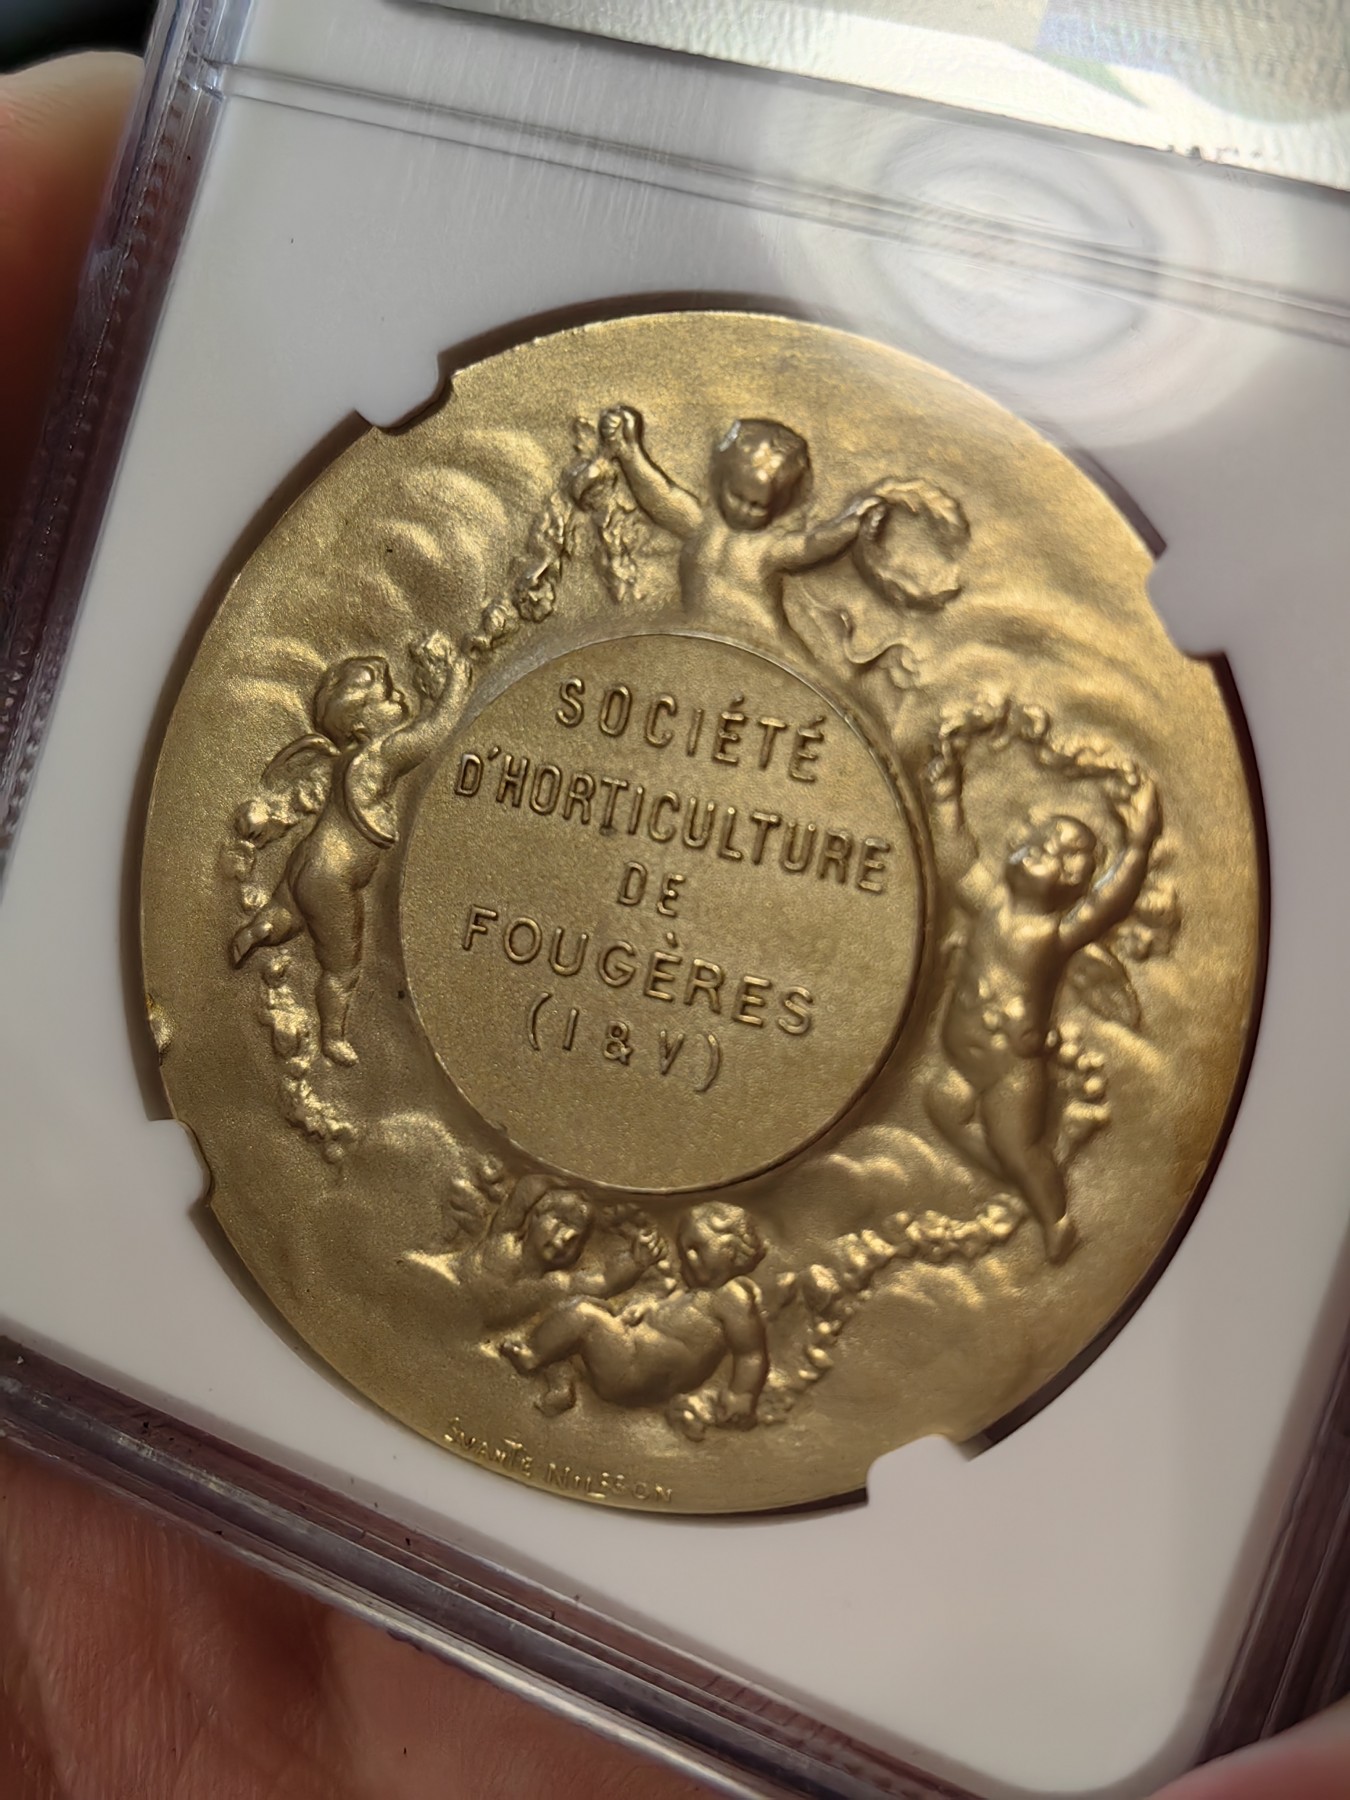 SOCIÉTÉ
D'HORTICULTURE
DE
FOUGÈRES
(I & V)
SVANTE NILSSON